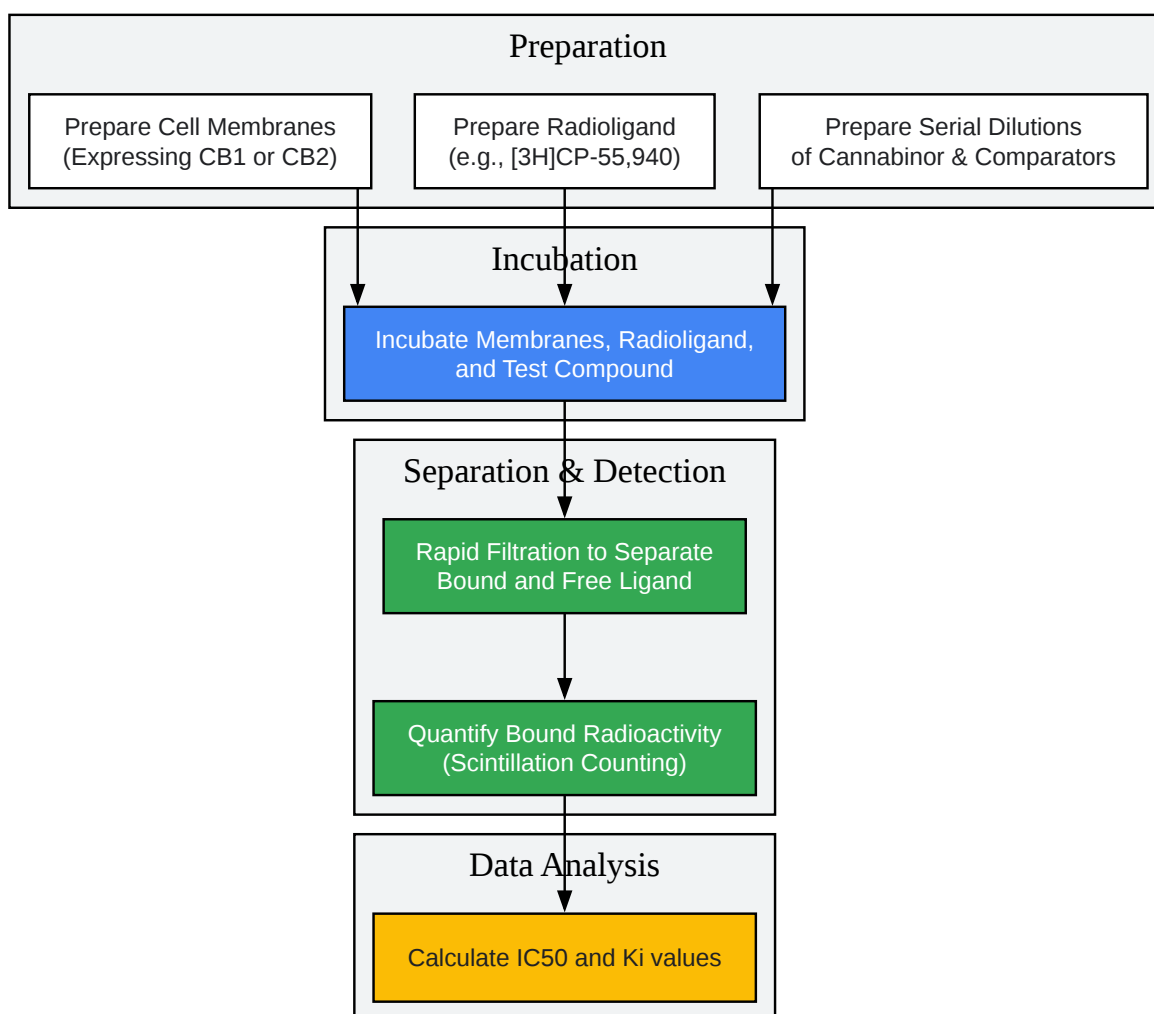 Preparation
Prepare Cell Membranes
(Expressing CB1 or CB2)
Prepare Radioligand
(e.g., [3H]CP-55,940)
Prepare Serial Dilutions
of Cannabinor & Comparators
Incubation
Incubate Membranes, Radioligand,
and Test Compound
Separation & Detection
Rapid Filtration to Separate
Bound and Free Ligand
Quantify Bound Radioactivity
(Scintillation Counting)
Data Analysis
Calculate IC50 and Ki values